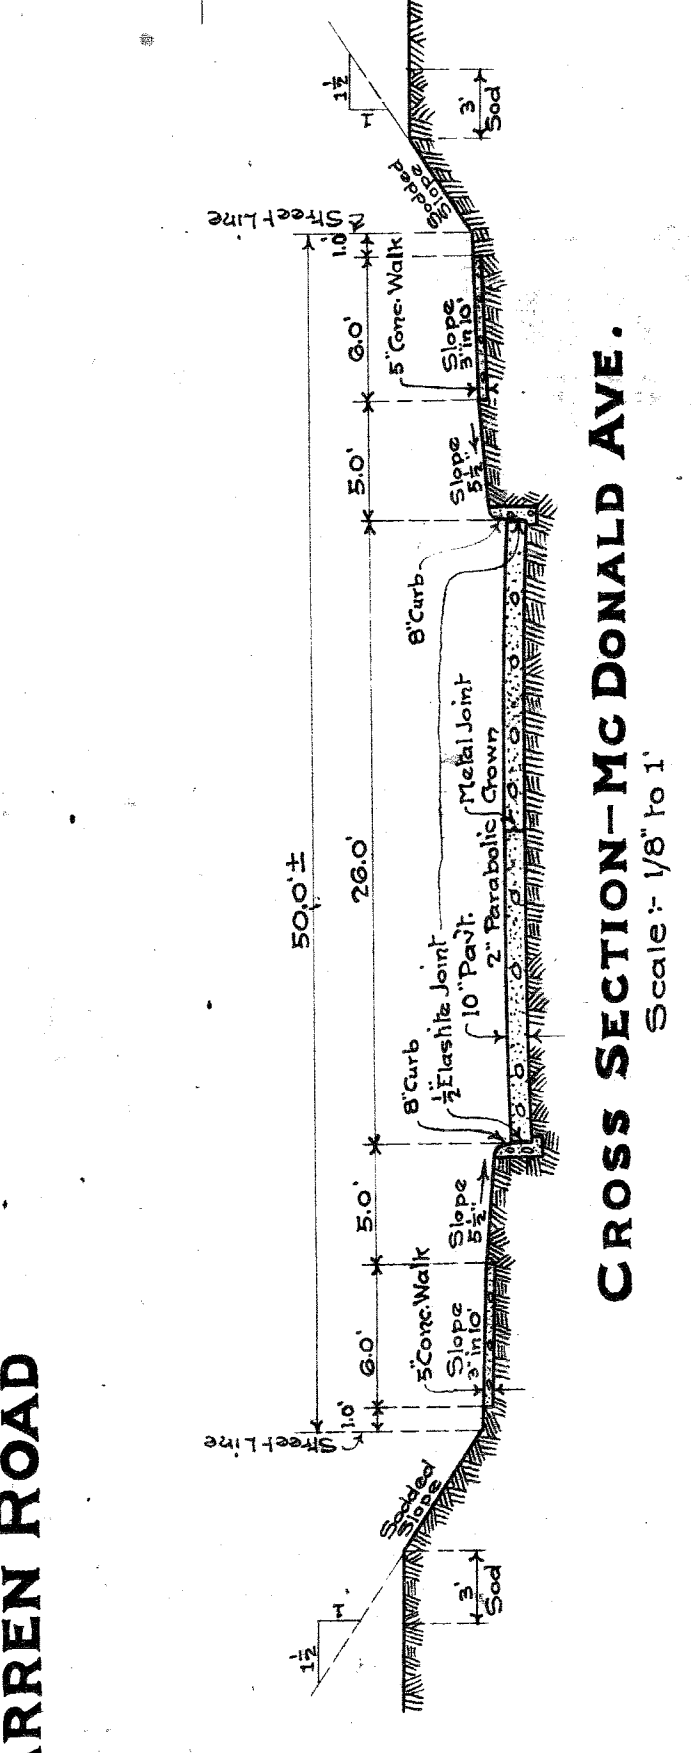 RREN ROAD
50.0'±
1.0'
6.0'
5.0'
26.0'
5.0'
6.0'
1.0
Street Line
Street Line
1½
1
1½
1
Sodded
Slope
3'
Sod
5" Conc. Walk
Slope
3" in 10'
Slope
5½"
8" Curb
½" Elastite Joint
10" Pav't.
2" Parabolic Crown
Metal Joint
8" Curb
Slope
5½"
5" Conc. Walk
Slope
3" in 10'
Sodded
Slope
3'
Sod
CROSS SECTION-MCDONALD AVE.
Scale:- 1/8" to 1'